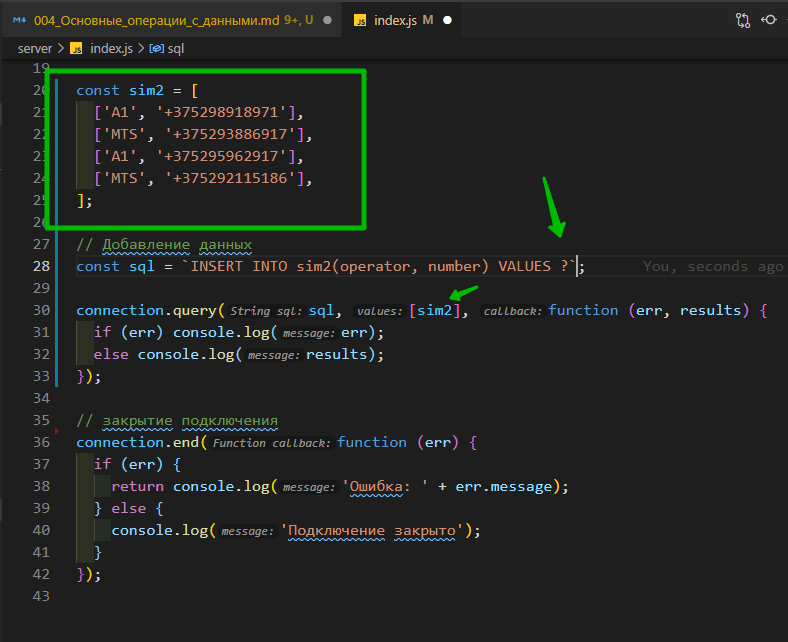 004_Основные_операции_с_данными.md 9+, U
JS index.js M
server > JS index.js > sql
19
20 const sim2 = [
21 ['A1', '+375298918971'],
22 ['MTS', '+375293886917'],
23 ['A1', '+375295962917'],
24 ['MTS', '+375292115186'],
25 ];
26
27 // Добавление данных
28 const sql = `INSERT INTO sim2(operator, number) VALUES ?`; You, seconds ago
29
30 connection.query( String sql: sql, values: [sim2], callback: function (err, results) {
31 if (err) console.log( message: err);
32 else console.log( message: results);
33 });
34
35 // закрытие подключения
36 connection.end( Function callback: function (err) {
37 if (err) {
38 return console.log( message: 'Ошибка: ' + err.message);
39 } else {
40 console.log( message: 'Подключение закрыто');
41 }
42 });
43